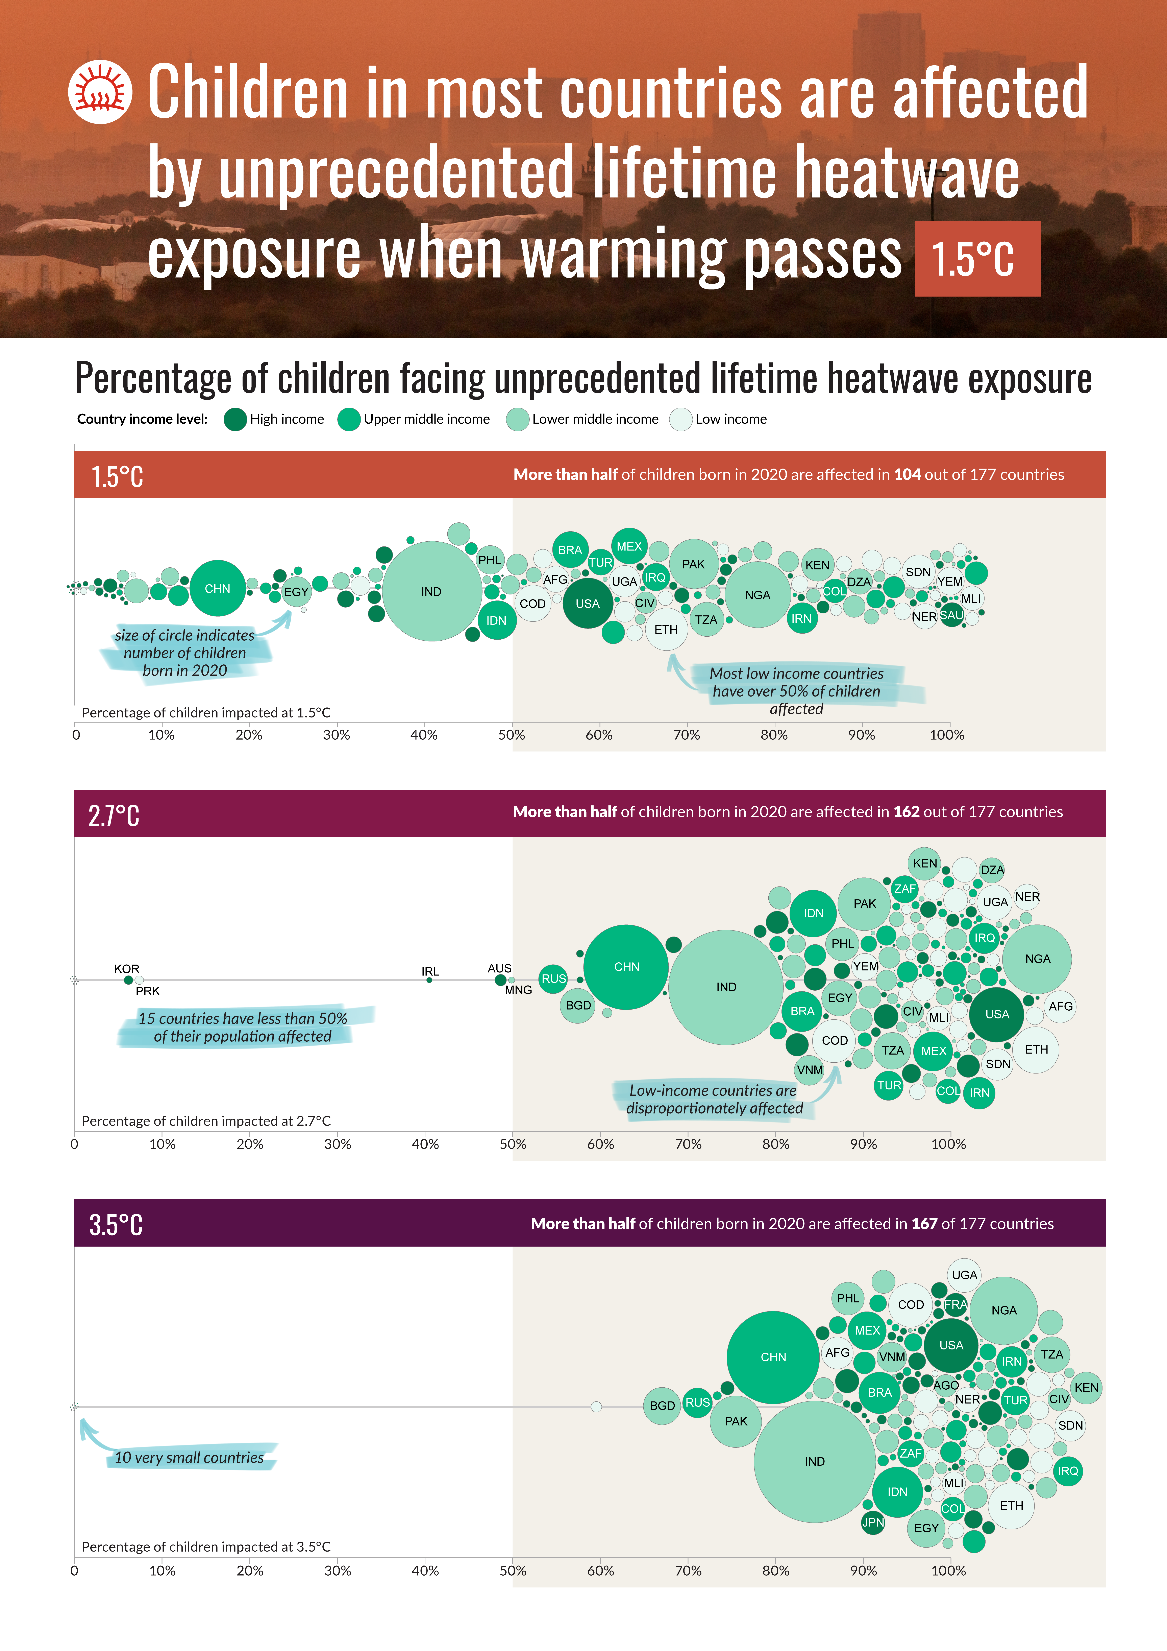 Children in most countries are affected
by unprecedented lifetime heatwave
exposure when warming passes 1.5°C
Percentage of children facing unprecedented lifetime heatwave exposure
Country income level: High income Upper middle income Lower middle income Low income
1.5°C More than half of children born in 2020 are affected in 104 out of 177 countries
CHN
EGY
IND
PHL
IDN
AFG
COD
BRA
TUR
MEX
USA
UGA
IRQ
CIV
ETH
PAK
TZA
NGA
KEN
COL
DZA
IRN
SDN
YEM
MLI
NER
SAU
size of circle indicates
number of children
born in 2020
Most low income countries
have over 50% of children
affected
Percentage of children impacted at 1.5°C
0 10% 20% 30% 40% 50% 60% 70% 80% 90% 100%
2.7°C More than half of children born in 2020 are affected in 162 out of 177 countries
KOR
PRK
IRL
AUS
MNG
RUS
BGD
CHN
IND
IDN
PAK
KEN
ZAF
DZA
UGA
NER
PHL
YEM
IRQ
NGA
EGY
BRA
CIV
MLI
USA
AFG
COD
TZA
MEX
ETH
SDN
VNM
TUR
COL
IRN
15 countries have less than 50%
of their population affected
Low-income countries are
disproportionately affected
Percentage of children impacted at 2.7°C
0 10% 20% 30% 40% 50% 60% 70% 80% 90% 100%
3.5°C More than half of children born in 2020 are affected in 167 of 177 countries
UGA
PHL
COD
FRA
NGA
MEX
USA
CHN
AFG
VNM
IRN
TZA
AGO
KEN
BRA
NER
TUR
CIV
BGD
RUS
PAK
SDN
IND
ZAF
IRQ
MLI
IDN
COL
ETH
JPN
EGY
10 very small countries
Percentage of children impacted at 3.5°C
0 10% 20% 30% 40% 50% 60% 70% 80% 90% 100%